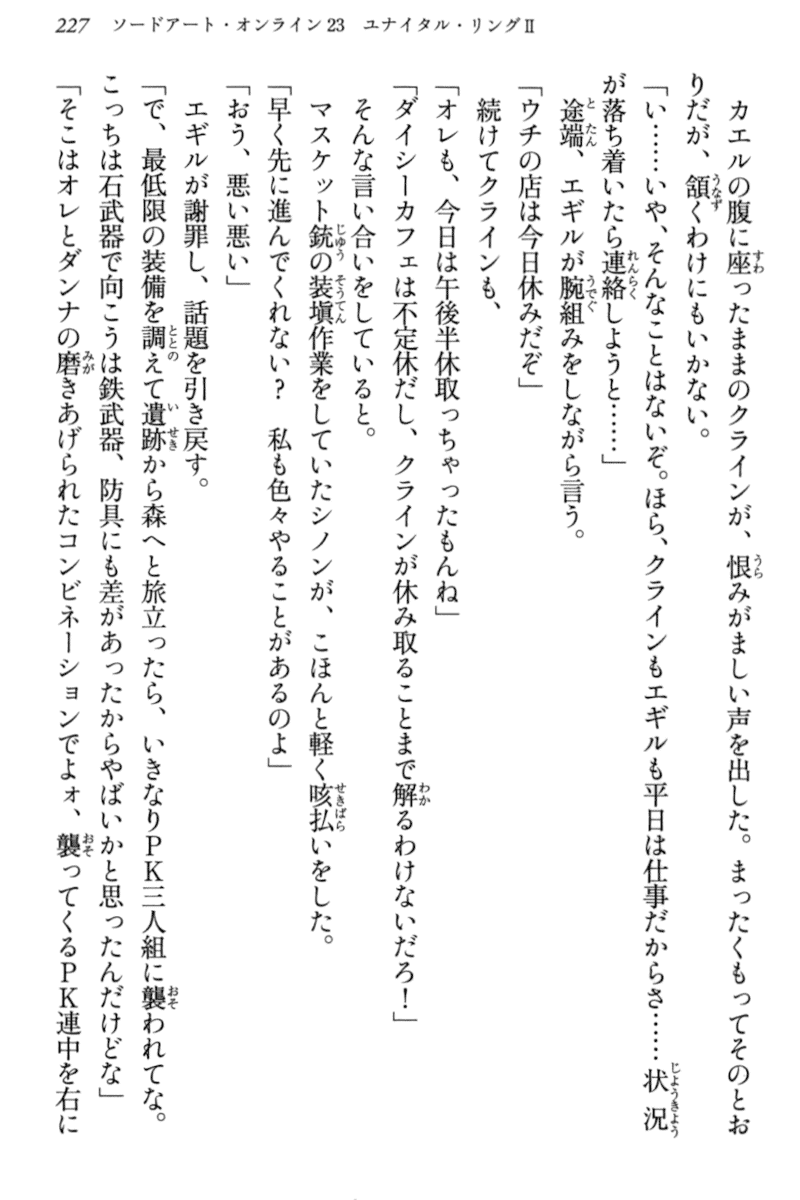 227　ソードアート・オンライン23　ユナイタル・リングⅡ
　カエルの腹に座ったままのクラインが、恨みがましい声を出した。まったくもってそのとお
りだが、頷くわけにもいかない。
「い……いや、そんなことはないぞ。ほら、クラインもエギルも平日は仕事だからさ……状況
が落ち着いたら連絡しようと……」
　途端、エギルが腕組みをしながら言う。
「ウチの店は今日休みだぞ」
　続けてクラインも、
「オレも、今日は午後半休取っちゃったもんね」
「ダイシーカフェは不定休だし、クラインが休み取ることまで解るわけないだろ！」
　そんな言い合いをしていると。
　マスケット銃の装塡作業をしていたシノンが、こほんと軽く咳払いをした。
「早く先に進んでくれない？　私も色々やることがあるのよ」
「おう、悪い悪い」
　エギルが謝罪し、話題を引き戻す。
「で、最低限の装備を調えて遺跡から森へと旅立ったら、いきなりＰＫ三人組に襲われてな。
こっちは石武器で向こうは鉄武器、防具にも差があったからやばいかと思ったんだけどな」
「そこはオレとダンナの磨きあげられたコンビネーションでよォ、襲ってくるＰＫ連中を右に